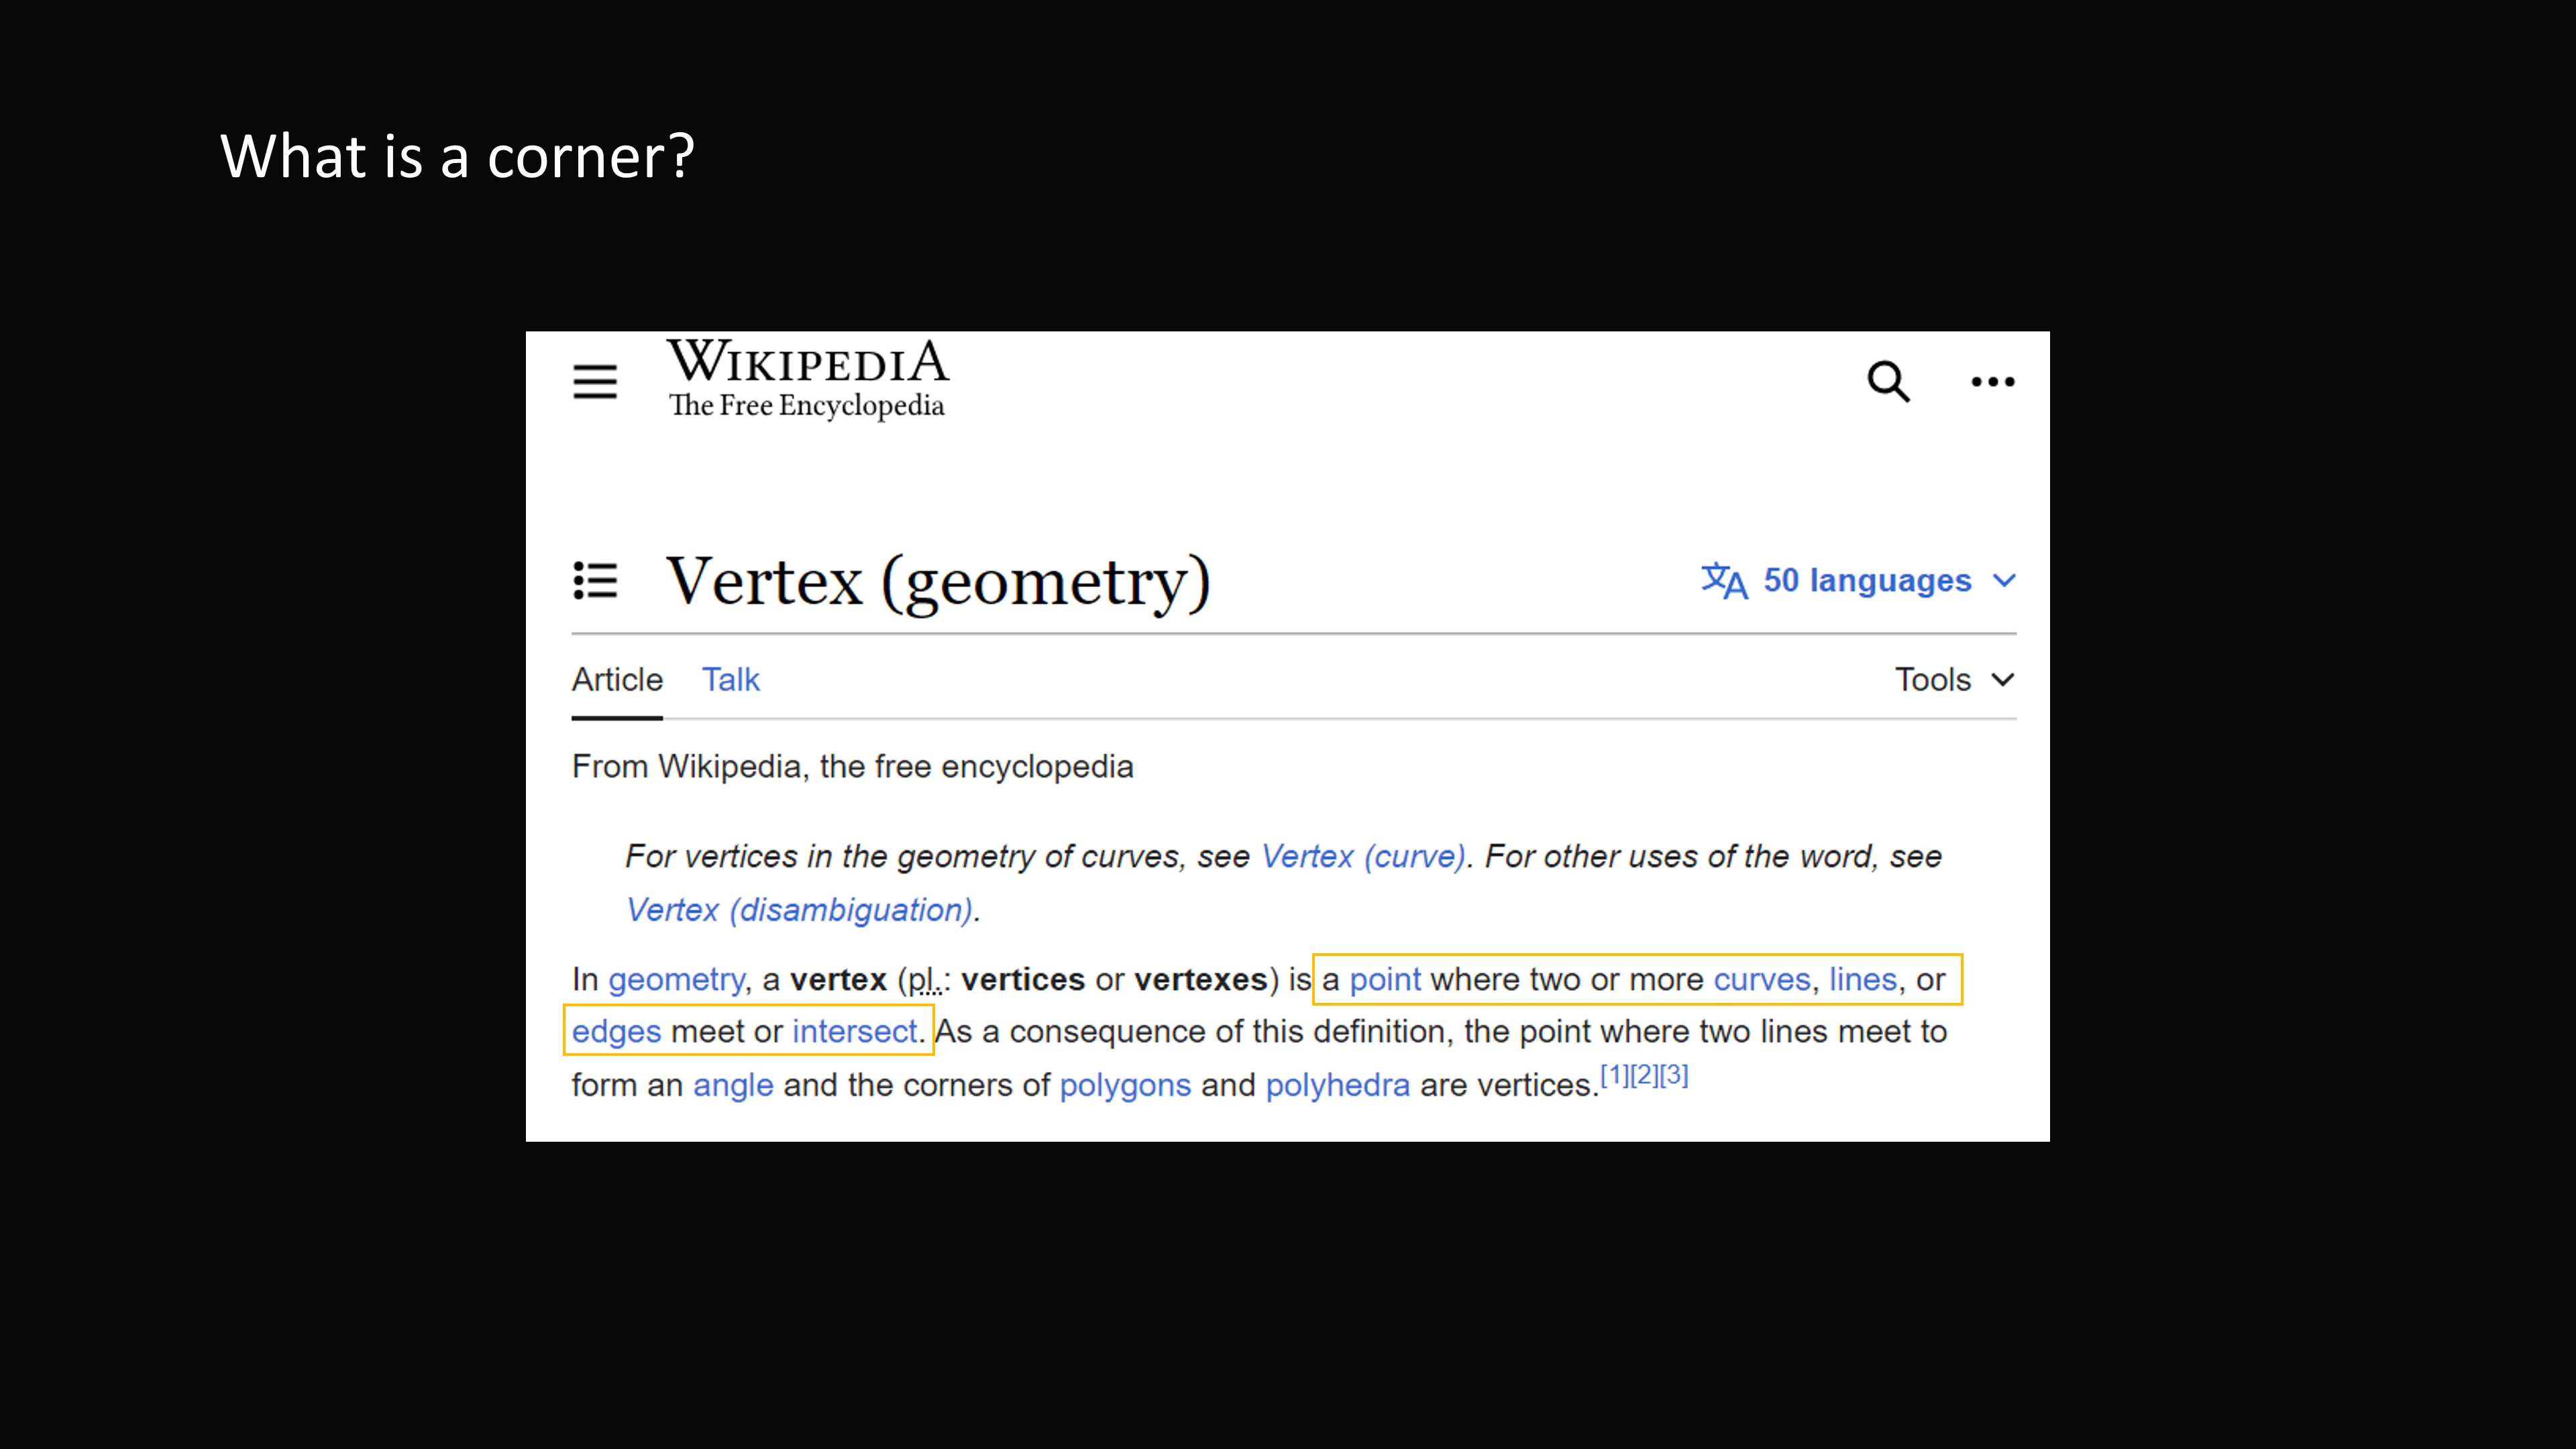 What is a corner?
WIKIPEDIA
The Free Encyclopedia
Vertex (geometry)
文A 50 languages
Article Talk
Tools
From Wikipedia, the free encyclopedia
For vertices in the geometry of curves, see Vertex (curve). For other uses of the word, see
Vertex (disambiguation).
In geometry, a vertex (pl.: vertices or vertexes) is a point where two or more curves, lines, or
edges meet or intersect. As a consequence of this definition, the point where two lines meet to
form an angle and the corners of polygons and polyhedra are vertices.[1][2][3]